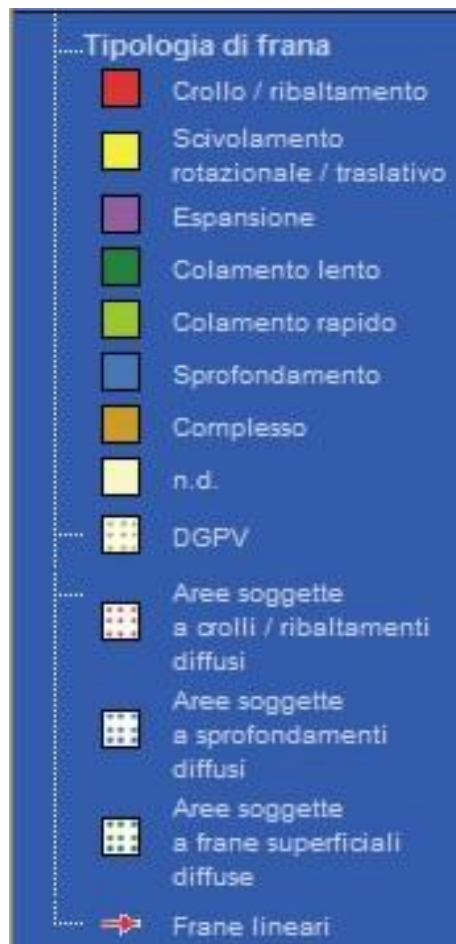 Tipologia di frana
Crollo / ribaltamento
Scivolamento
rotazionale / traslativo
Espansione
Colamento lento
Colamento rapido
Sprofondamento
Complesso
n.d.
DGPV
Aree soggette
a crolli / ribaltamenti
diffusi
Aree soggette
a sprofondamenti
diffusi
Aree soggette
a frane superficiali
diffuse
Frane lineari